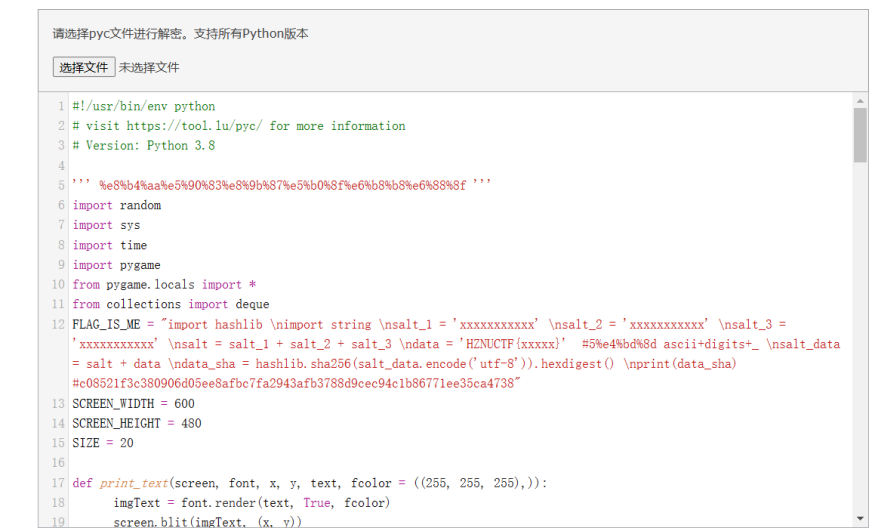 请选择pyc文件进行解密。支持所有Python版本
选择文件 未选择文件
1 #!/usr/bin/env python
2 # visit https://tool.lu/pyc/ for more information
3 # Version: Python 3.8
4
5 ''' %e8%b4%aa%e5%90%83%e8%9b%87%e5%b0%8f%e6%b8%b8%e6%88%8f '''
6 import random
7 import sys
8 import time
9 import pygame
10 from pygame.locals import *
11 from collections import deque
12 FLAG_IS_ME = "import hashlib \nimport string \nsalt_1 = 'xxxxxxxxxxx' \nsalt_2 = 'xxxxxxxxxxx' \nsalt_3 =
'xxxxxxxxxxx' \nsalt = salt_1 + salt_2 + salt_3 \ndata = 'HZNUCTF{xxxxx}'  #5%e4%bd%8d ascii+digits+_ \nsalt_data
= salt + data \ndata_sha = hashlib.sha256(salt_data.encode('utf-8')).hexdigest() \nprint(data_sha)
#c08521f3c380906d05ee8afbc7fa2943afb3788d9cec94c1b86771ee35ca4738"
13 SCREEN_WIDTH = 600
14 SCREEN_HEIGHT = 480
15 SIZE = 20
16
17 def print_text(screen, font, x, y, text, fcolor = ((255, 255, 255),)):
18 imgText = font.render(text, True, fcolor)
19 screen.blit(imgText, (x, y))